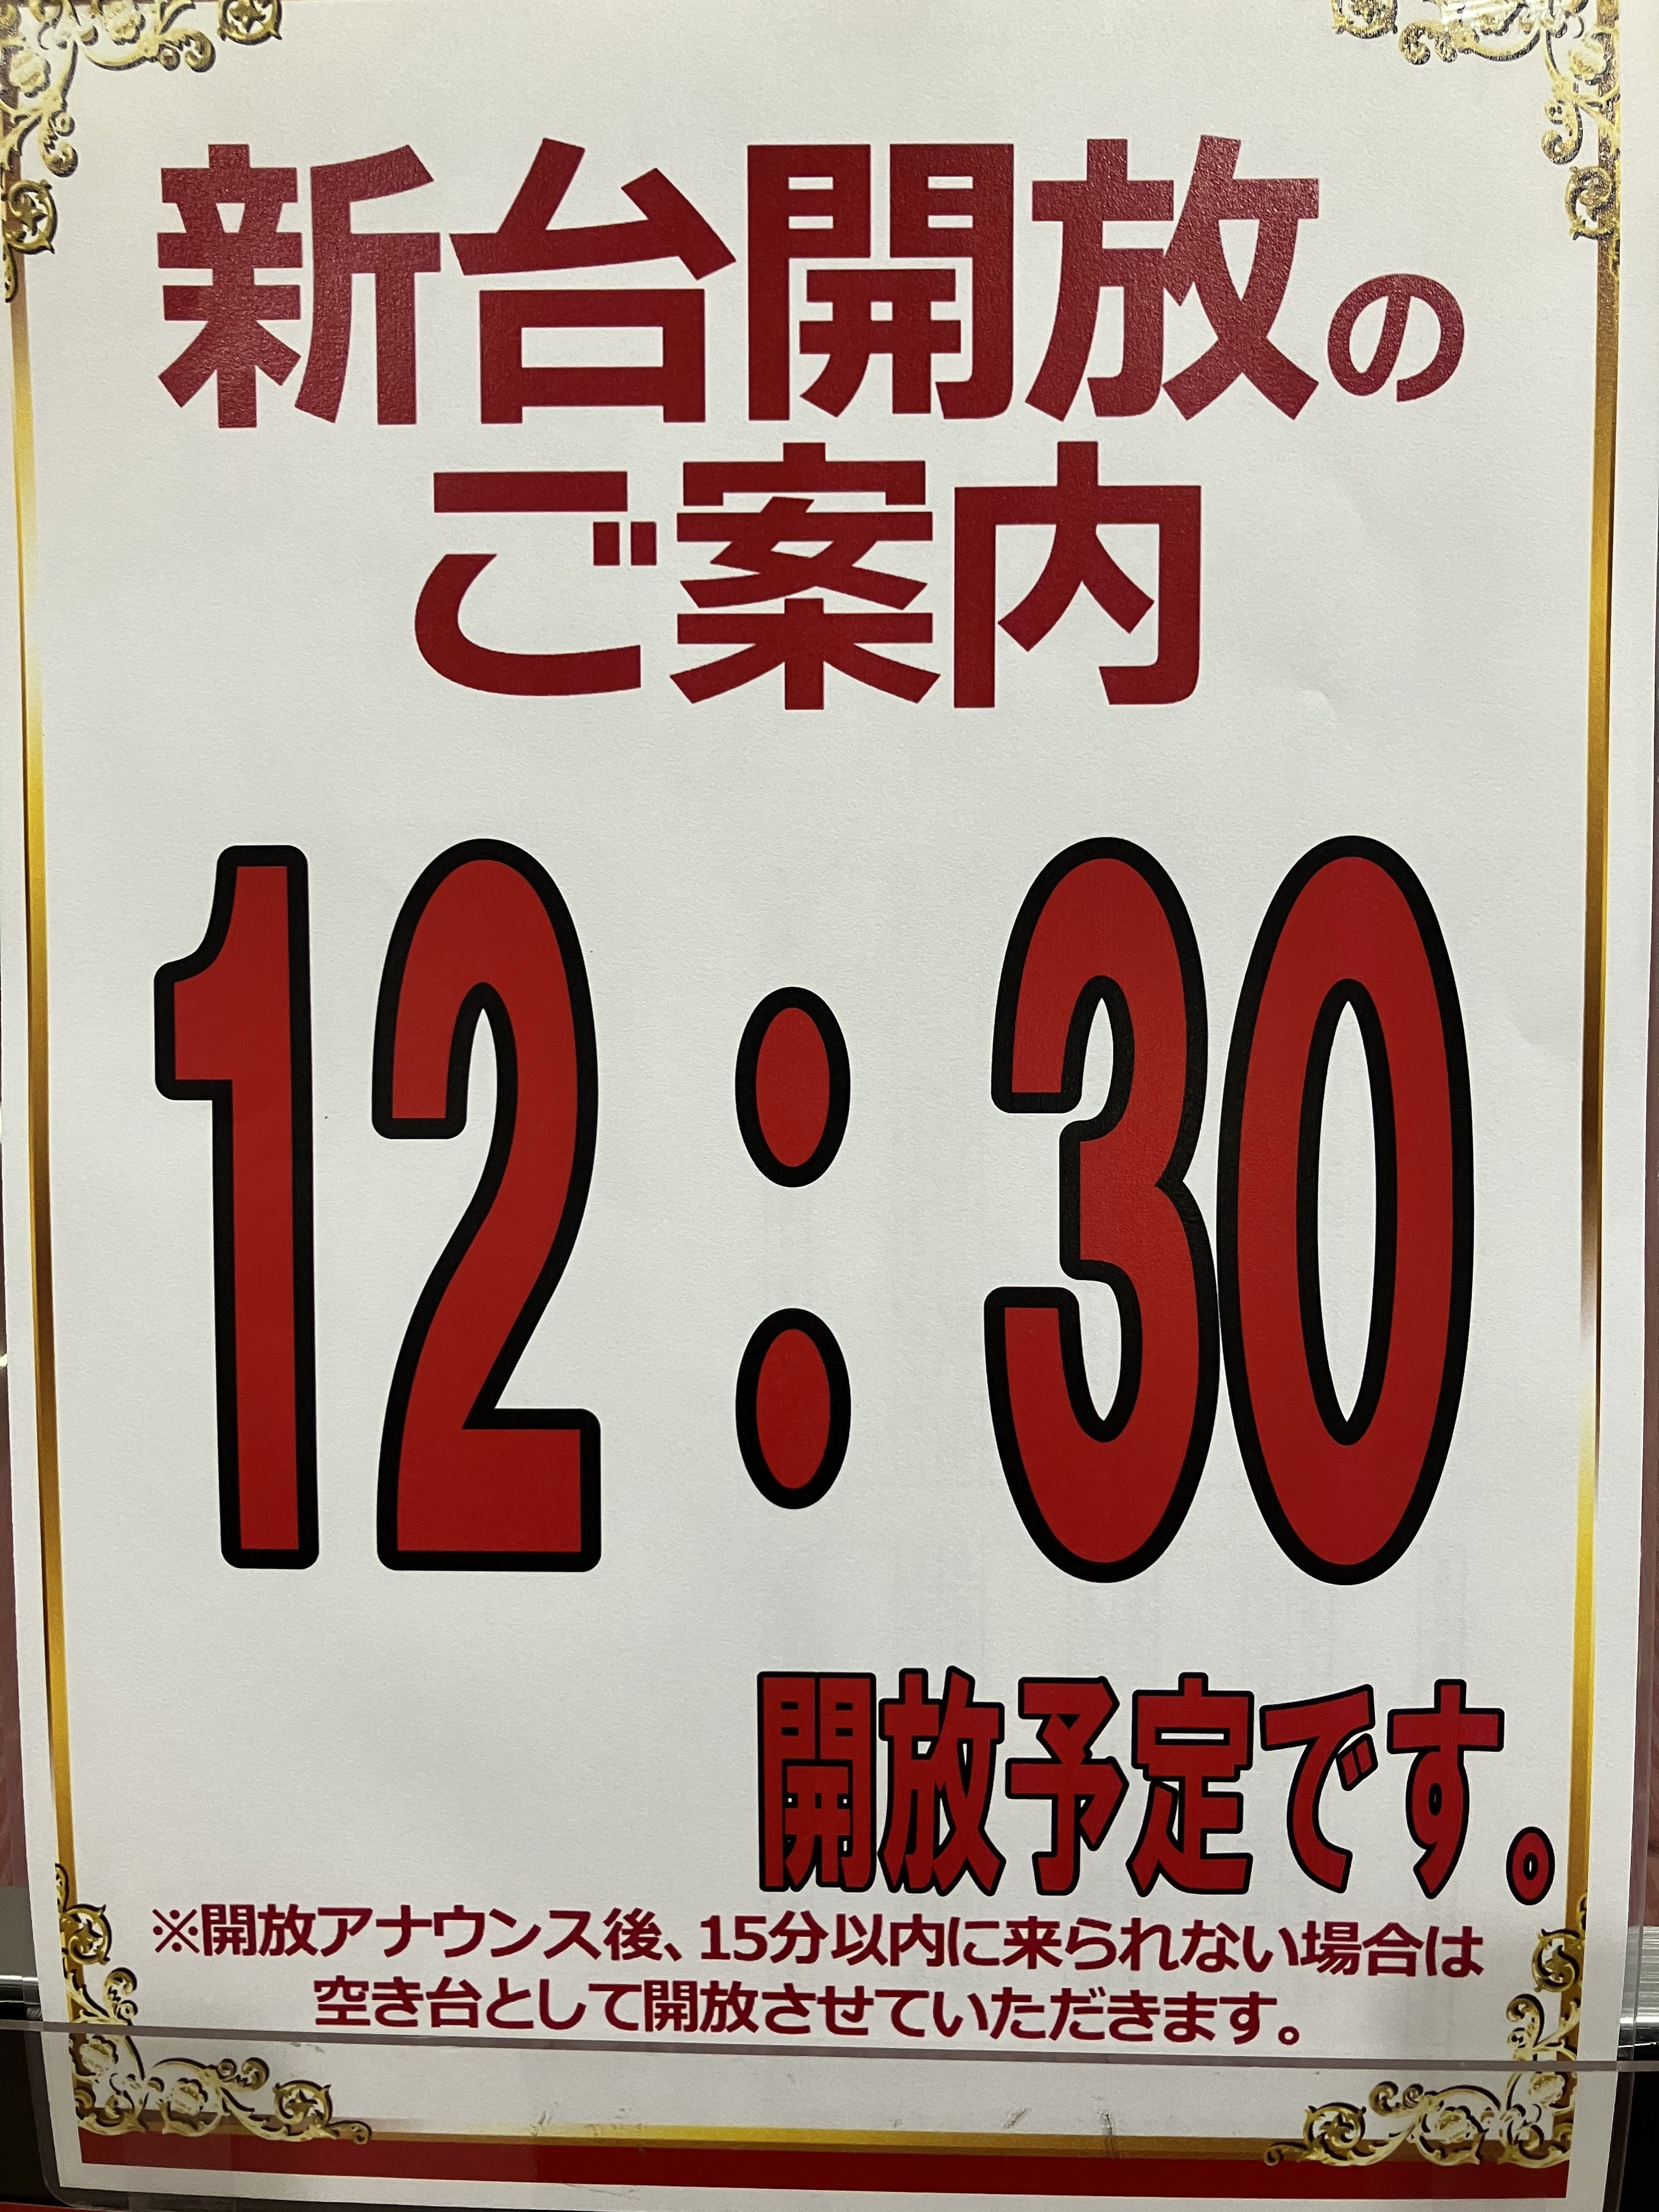 新台開放の
ご案内
12:30
開放予定です。
※開放アナウンス後、15分以内に来られない場合は
空き台として開放させていただきます。